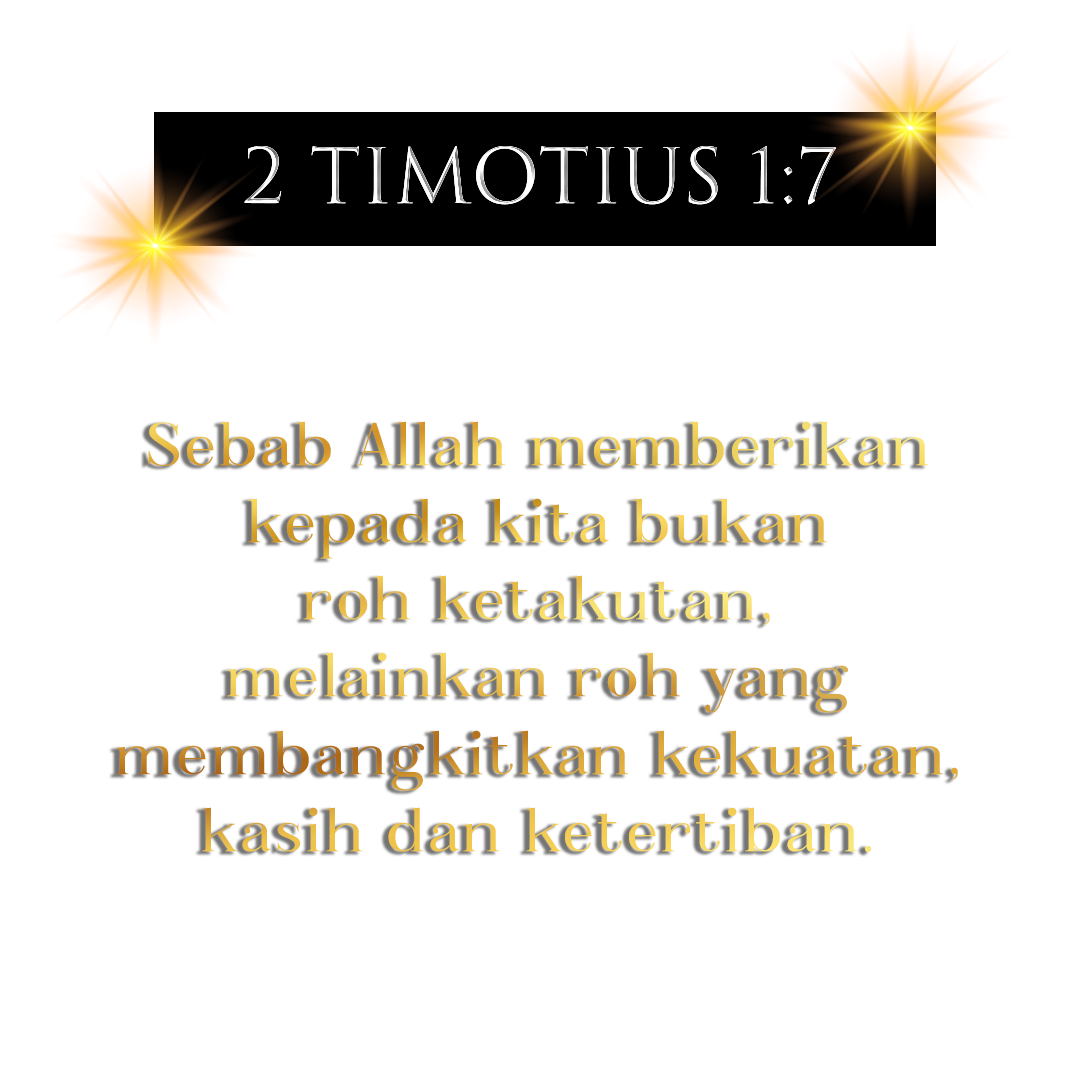 2 TIMOTIUS 1:7
Sebab Allah memberikan
kepada kita bukan
roh ketakutan,
melainkan roh yang
membangkitkan kekuatan,
kasih dan ketertiban.